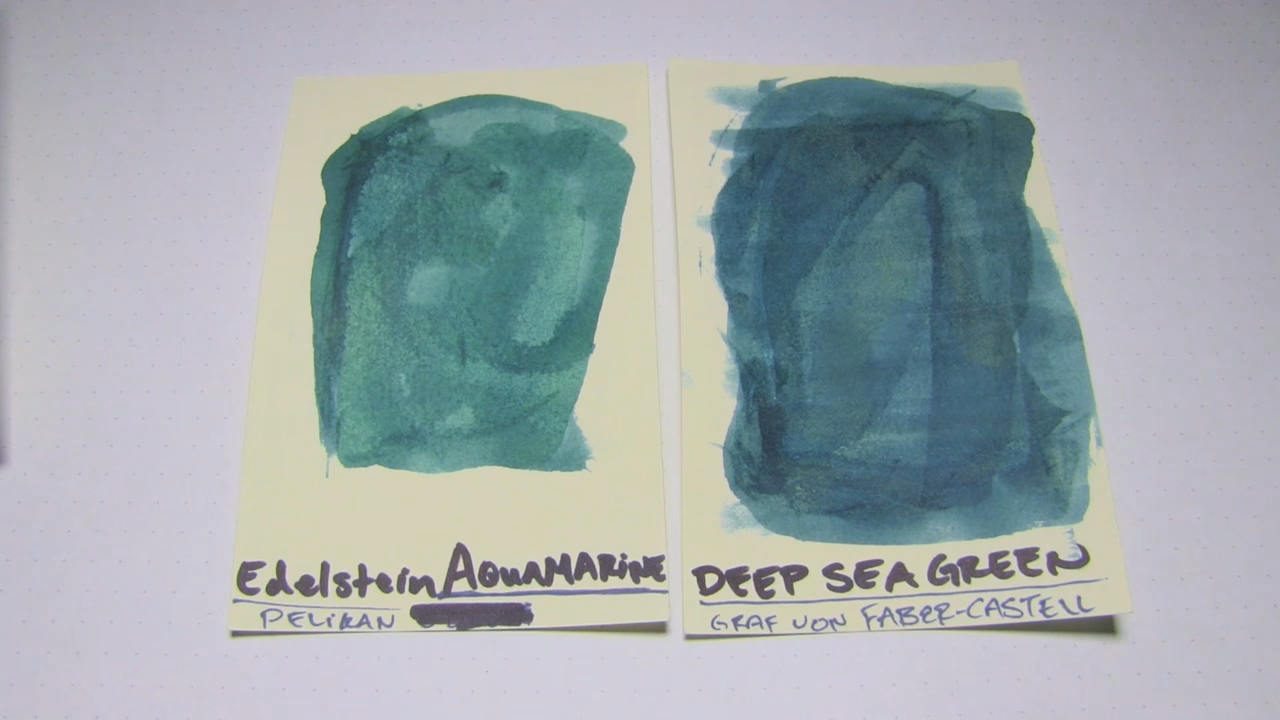 Edelstein AQUAMARINE
PELIKAN
DEEP SEA GREEN
GRAF VON FABER-CASTELL